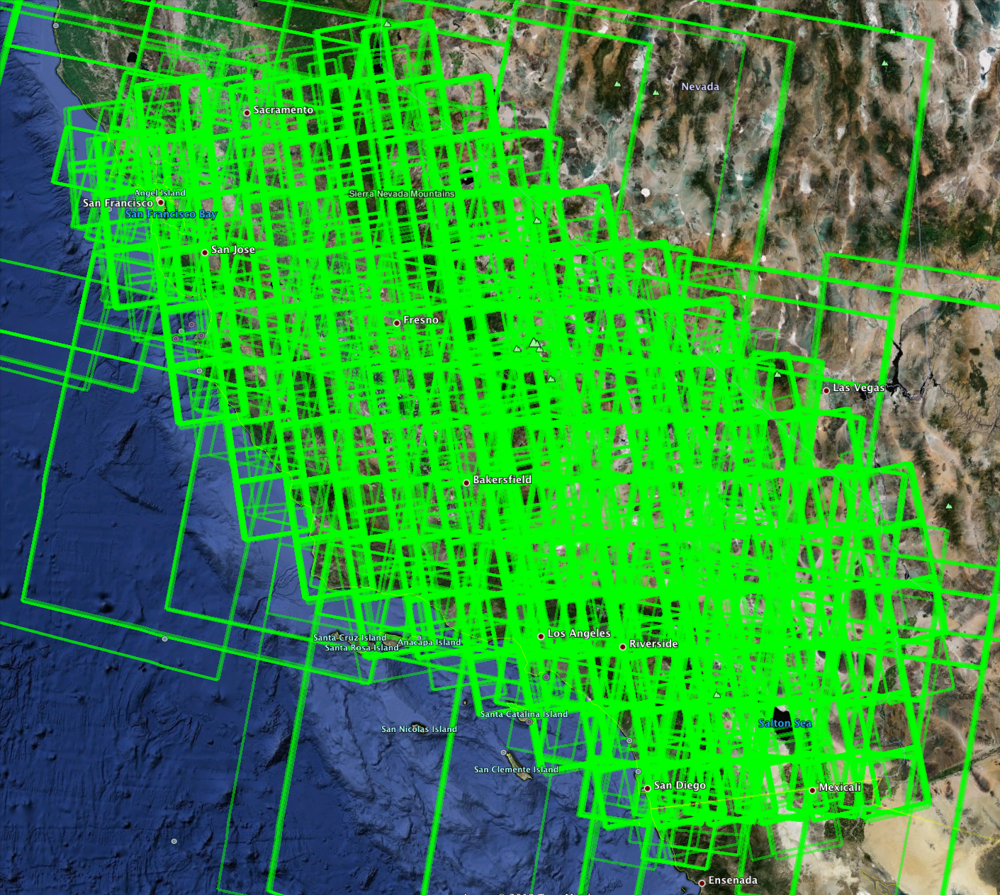 Nevada
Sacramento
Angel Island
Sierra Nevada Mountains
San Francisco
San Francisco Bay
San Jose
Fresno
Las Vegas
Bakersfield
Los Angeles
Santa Cruz Island
Anacapa Island
Riverside
Santa Rosa Island
Santa Catalina Island
Salton Sea
San Nicolas Island
San Clemente Island
San Diego
Mexicali
Ensenada